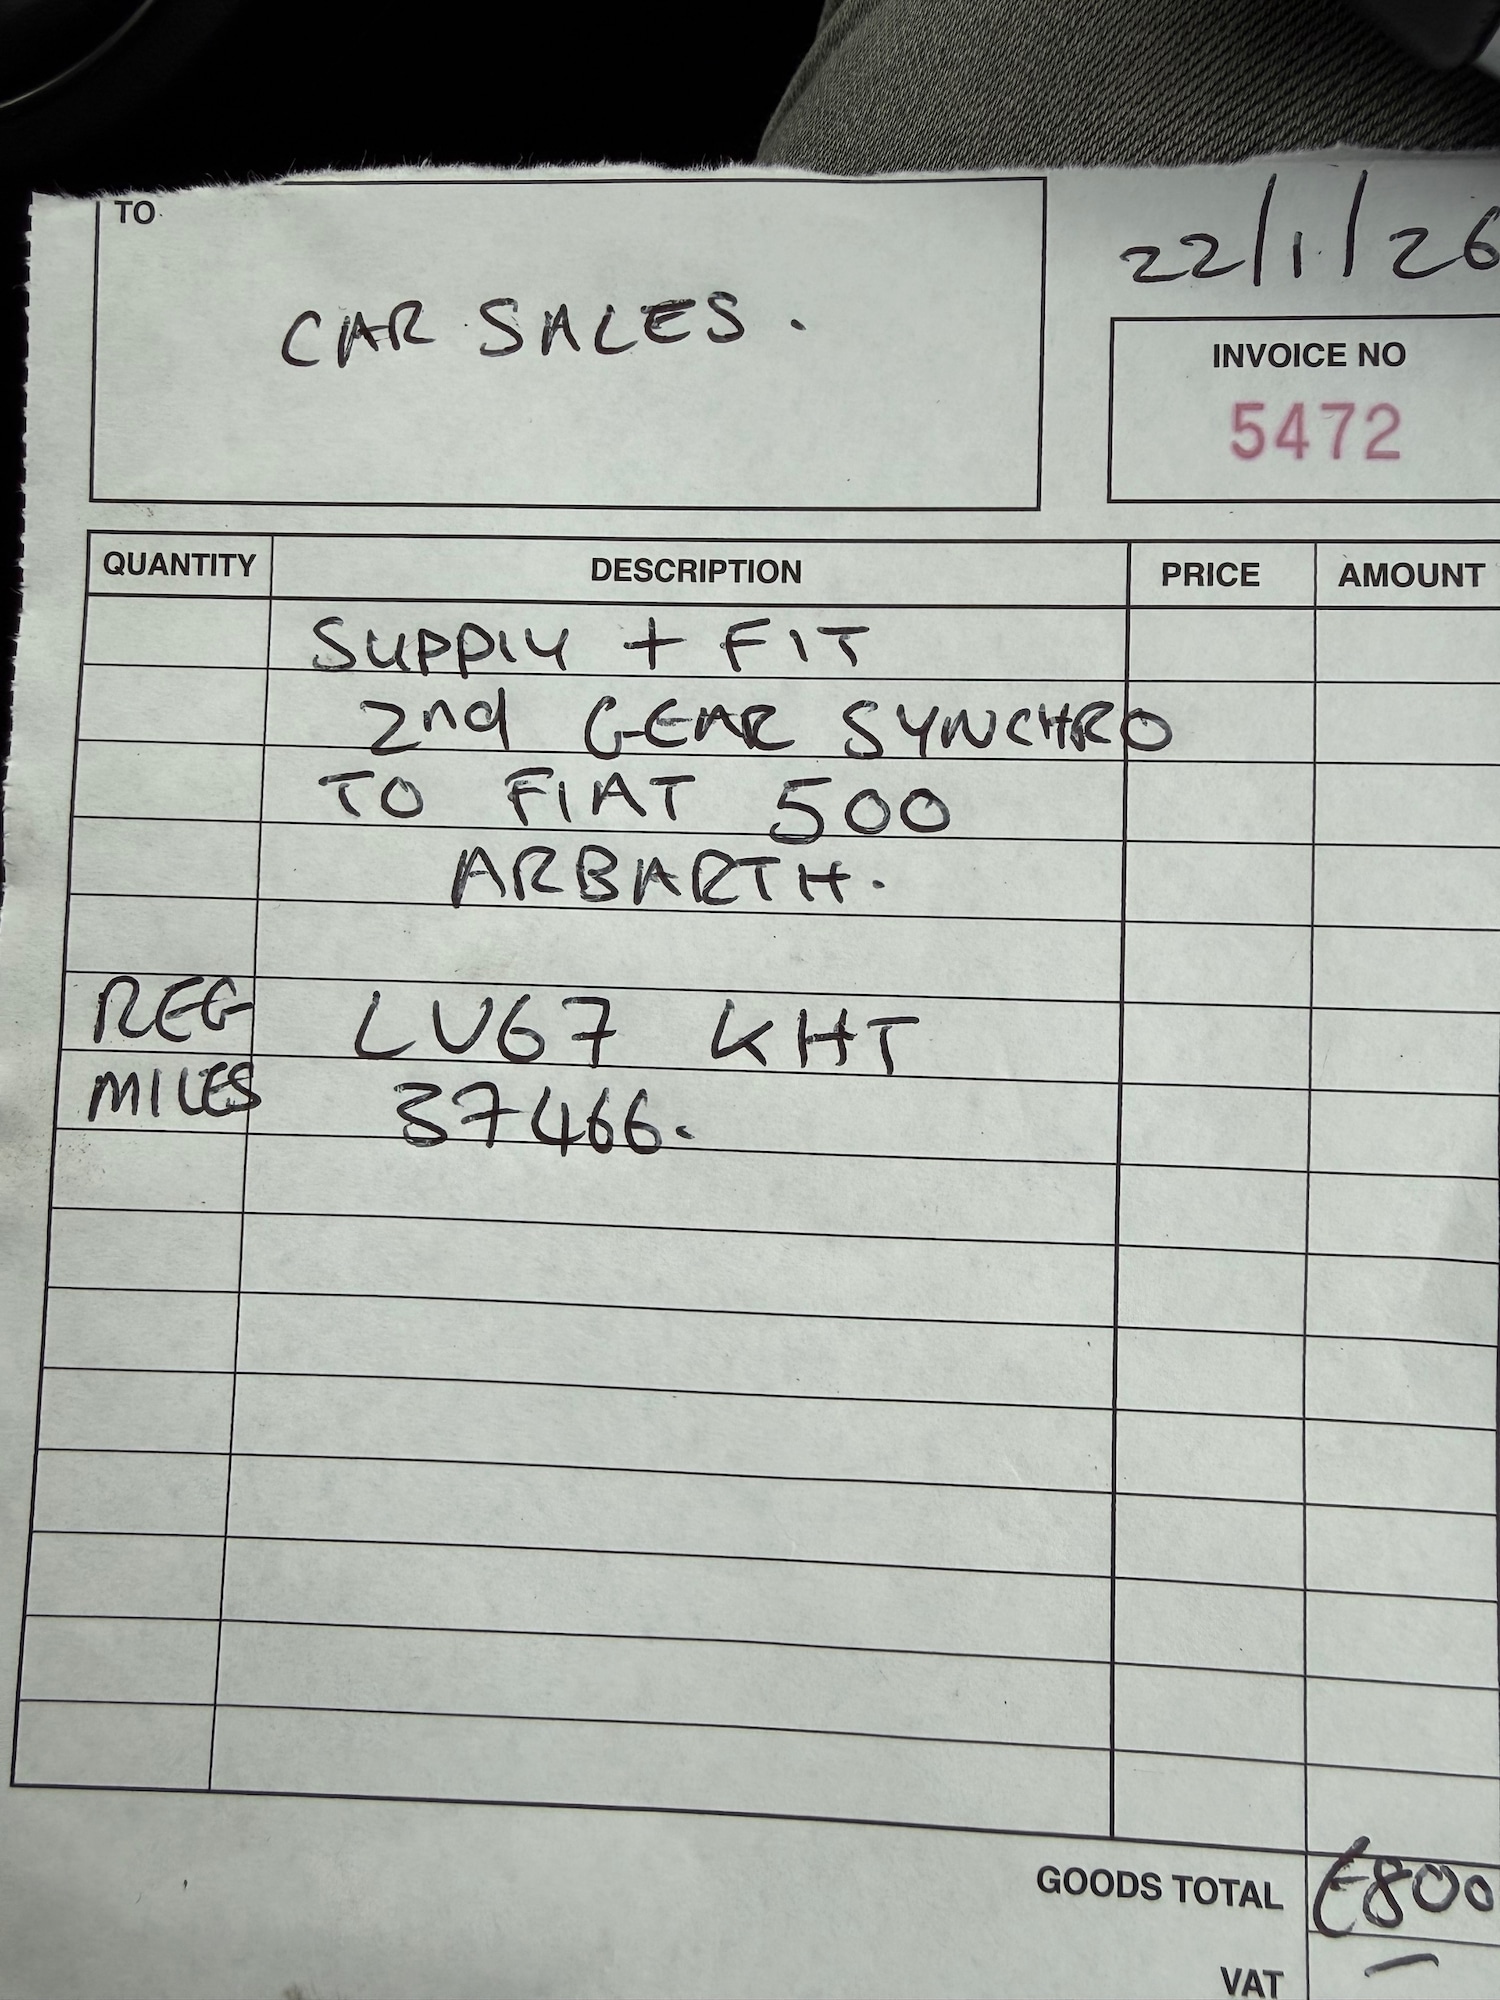 TO
CAR SALES.
22/1/26
INVOICE NO
5472
QUANTITY DESCRIPTION PRICE AMOUNT
SUPPLY + FIT
2nd GEAR SYNCHRO
TO FIAT 500
ARBARTH.
REG LV67 KHT
MILES 37466.
GOODS TOTAL £800
VAT –